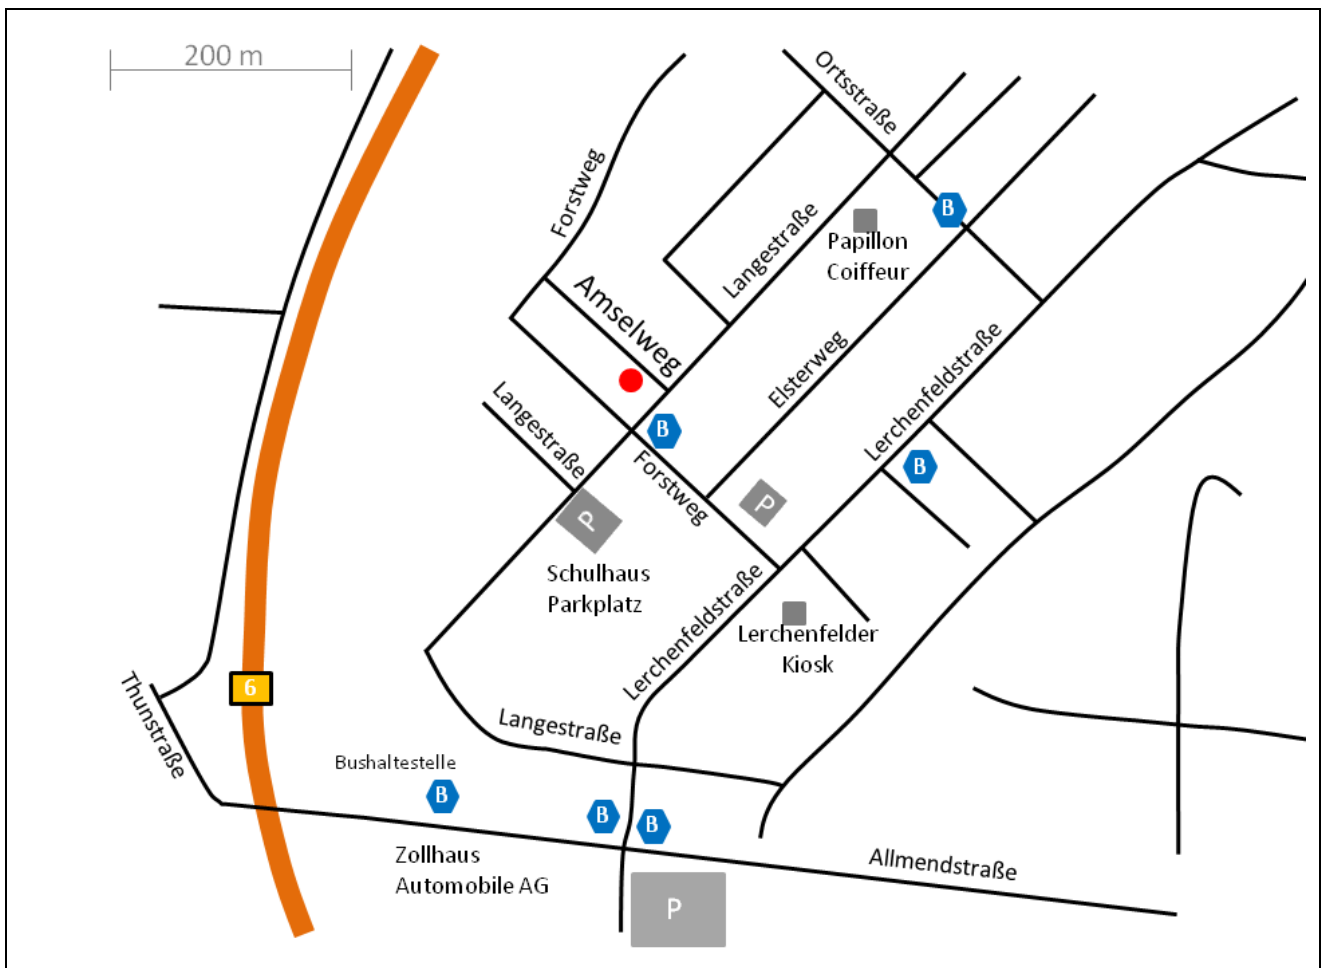 200 m
Ortsstraße
Forstweg
B
Langestraße
Papillon
Coiffeur
Amselweg
Elsterweg
Lerchenfeldstraße
Langestraße
B
Forstweg
B
P
P
Schulhaus
Parkplatz
Lerchenfeldstraße
Lerchenfelder
Kiosk
6
Thunstraße
Langestraße
Bushaltestelle
B
B
B
Zollhaus
Automobile AG
Allmendstraße
P